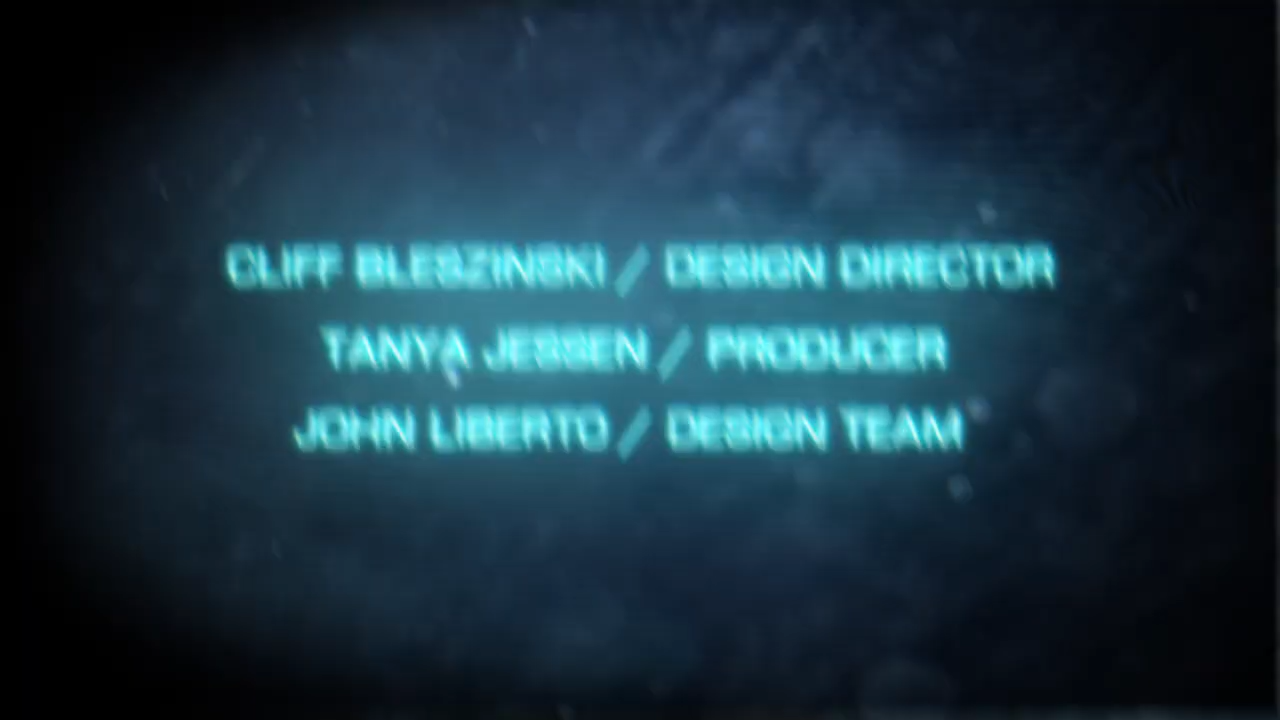 CLIFF BLESZINSKI / DESIGN DIRECTOR
TANYA JESSEN / PRODUCER
JOHN LIBERTO / DESIGN TEAM